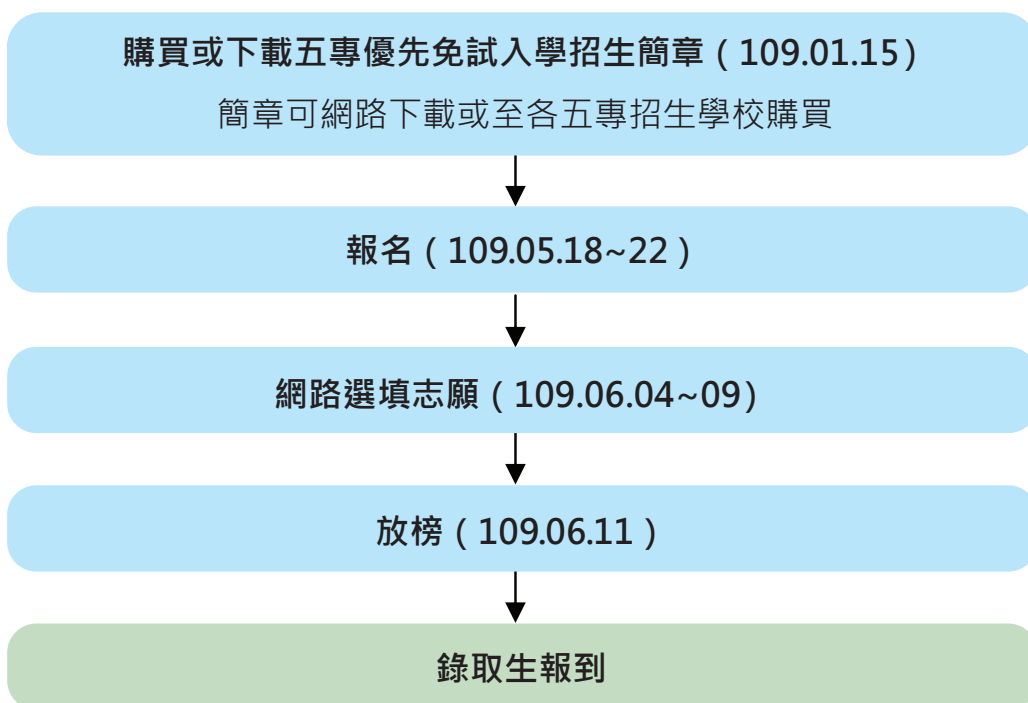 購買或下載五專優先免試入學招生簡章（109.01.15）
簡章可網路下載或至各五專招生學校購買
報名（109.05.18~22）
網路選填志願（109.06.04~09）
放榜（109.06.11）
錄取生報到